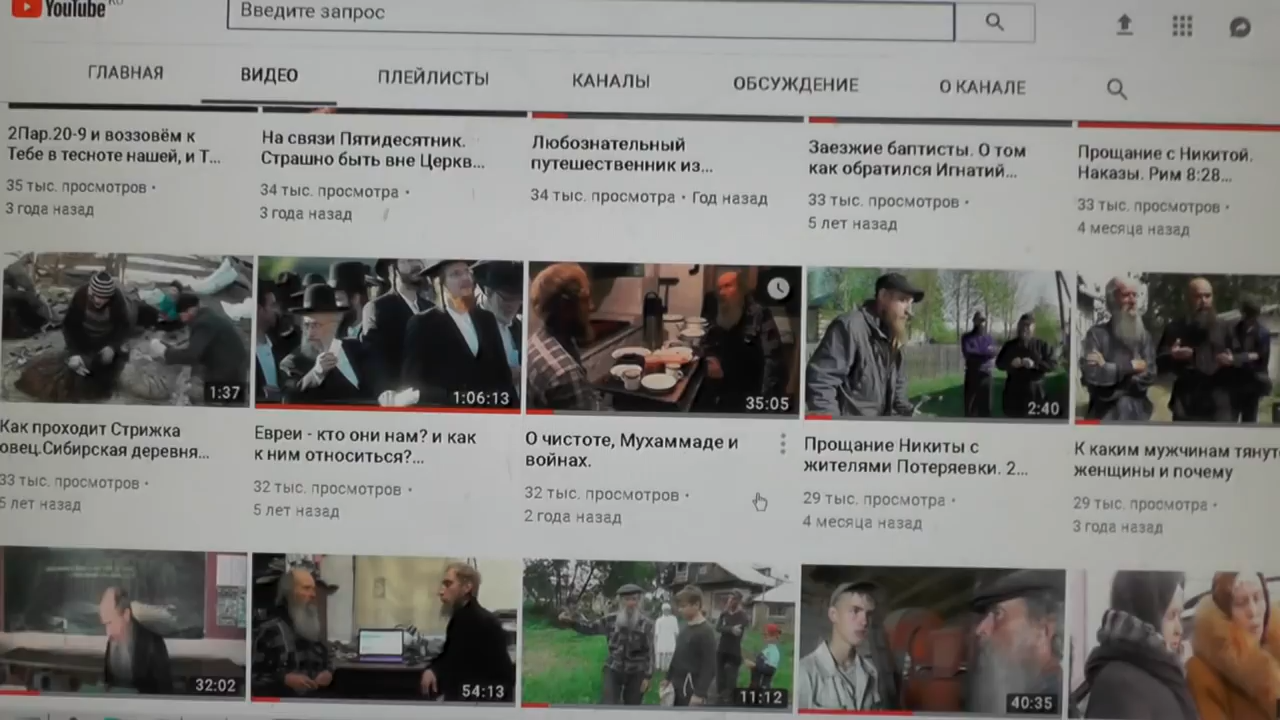 YouTube RU
Введите запрос
ГЛАВНАЯ
ВИДЕО
ПЛЕЙЛИСТЫ
КАНАЛЫ
ОБСУЖДЕНИЕ
О КАНАЛЕ
2Пар.20-9 и воззовём к
Тебе в тесноте нашей, и Т...
35 тыс. просмотров •
3 года назад
На связи Пятидесятник.
Страшно быть вне Церкв...
34 тыс. просмотра •
3 года назад
Любознательный
путешественник из...
34 тыс. просмотра • Год назад
Заезжие баптисты. О том
как обратился Игнатий...
33 тыс. просмотров •
5 лет назад
Прощание с Никитой.
Наказы. Рим 8:28...
33 тыс. просмотров •
4 месяца назад
1:37
1:06:13
35:05
2:40
Как проходит Стрижка
овец.Сибирская деревня...
33 тыс. просмотров •
5 лет назад
Евреи - кто они нам? и как
к ним относиться?...
32 тыс. просмотров •
5 лет назад
О чистоте, Мухаммаде и
войнах.
32 тыс. просмотров •
2 года назад
Прощание Никиты с
жителями Потеряевки. 2...
29 тыс. просмотра •
4 месяца назад
К каким мужчинам тянут
женщины и почему
29 тыс. просмотра •
3 года назад
32:02
54:13
11:12
40:35